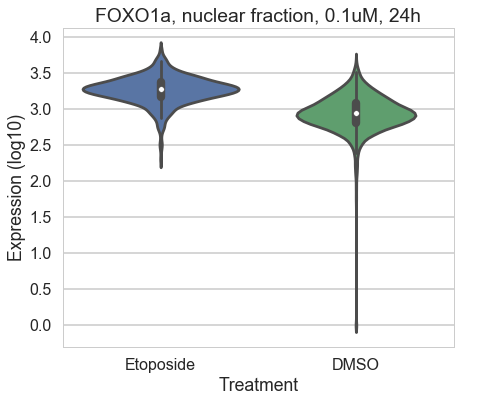 FOXO1a, nuclear fraction, 0.1uM, 24h
Expression (log10)
4.0
3.5
3.0
2.5
2.0
1.5
1.0
0.5
0.0
Etoposide DMSO
Treatment